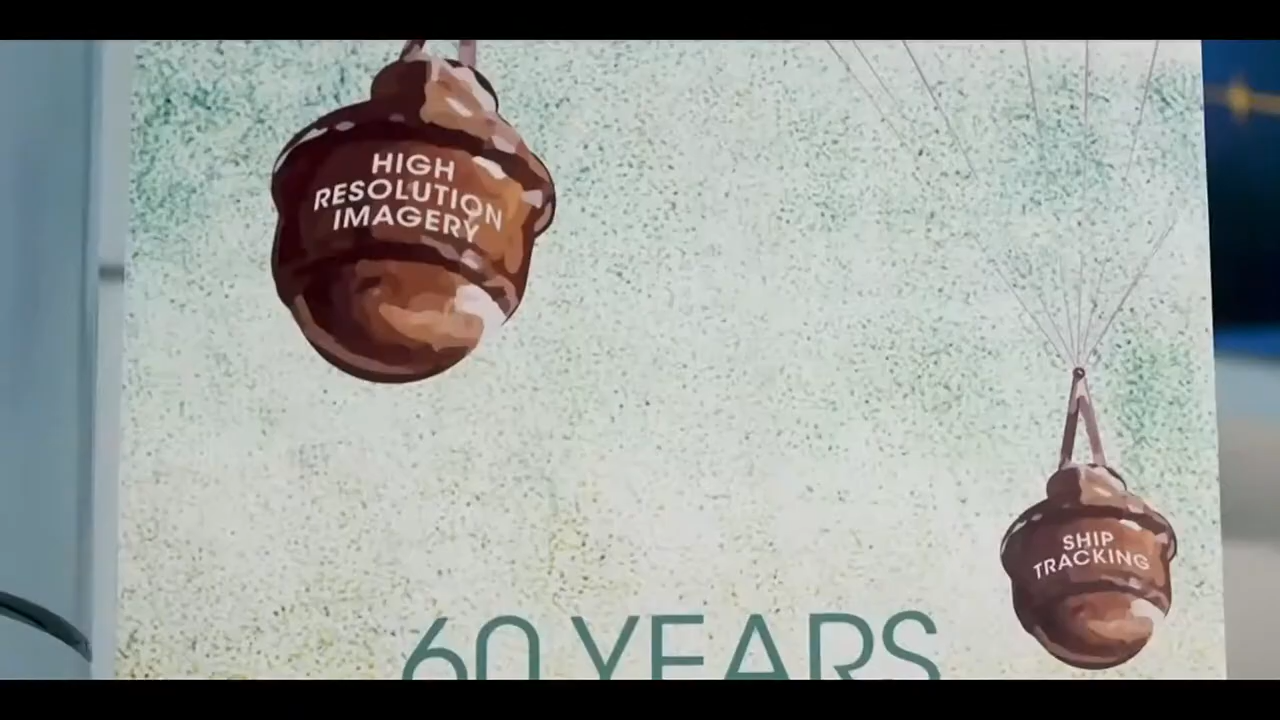 HIGH
RESOLUTION
IMAGERY
SHIP
TRACKING
60 YEARS